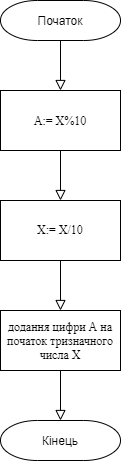 Початок
A:= X%10
X:= X/10
додання цифри А на
початок тризначного
числа X
Кінець